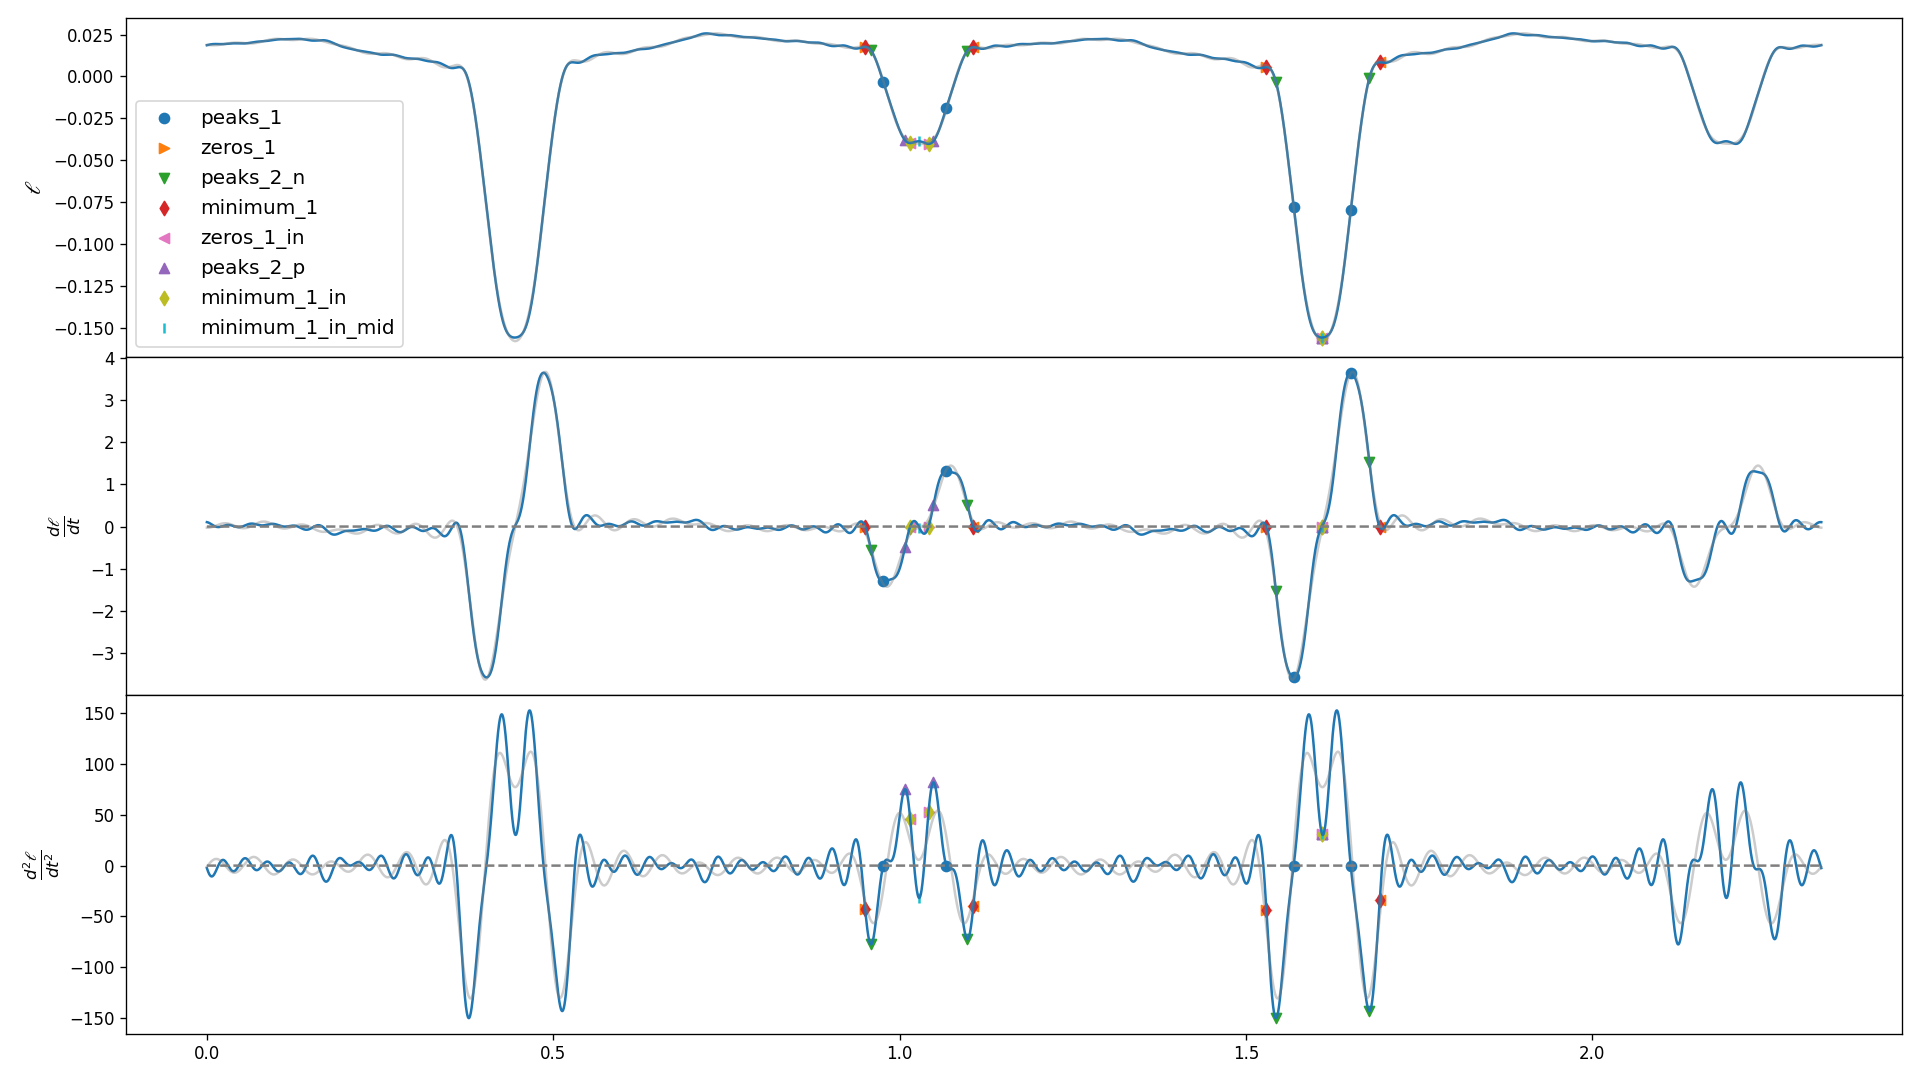 0.025
0.000
−0.025
−0.050
−0.075
−0.100
−0.125
−0.150
ℓ
peaks_1
zeros_1
peaks_2_n
minimum_1
zeros_1_in
peaks_2_p
minimum_1_in
minimum_1_in_mid
4
3
2
1
0
−1
−2
−3
dℓ
dt
150
100
50
0
−50
−100
−150
d²ℓ
dt²
0.0 0.5 1.0 1.5 2.0